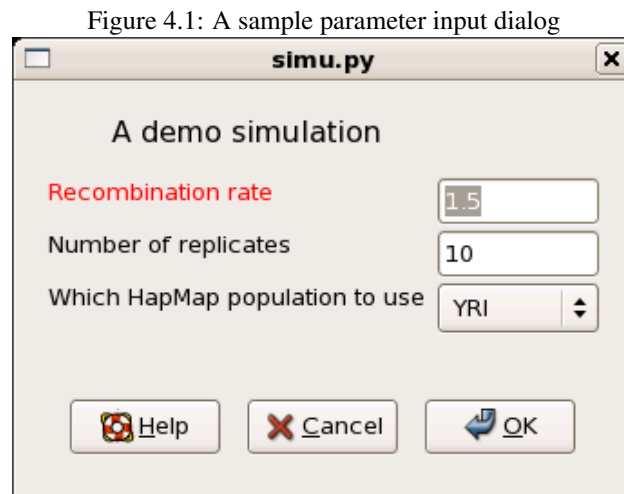 Figure 4.1: A sample parameter input dialog
simu.py
A demo simulation
Recombination rate 1.5
Number of replicates 10
Which HapMap population to use YRI
Help Cancel OK